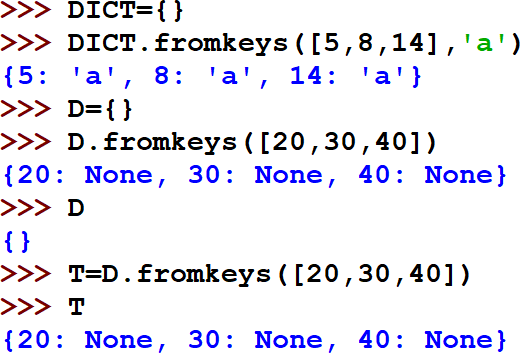 >>> DICT={}
>>> DICT.fromkeys([5,8,14],'a')
{5: 'a', 8: 'a', 14: 'a'}
>>> D={}
>>> D.fromkeys([20,30,40])
{20: None, 30: None, 40: None}
>>> D
{}
>>> T=D.fromkeys([20,30,40])
>>> T
{20: None, 30: None, 40: None}